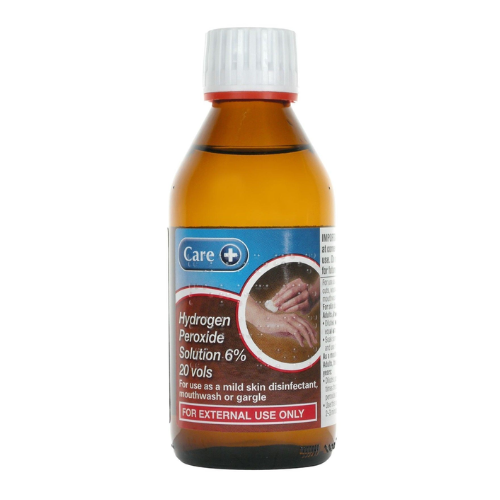 Care
Hydrogen
Peroxide
Solution 6%
20 vols
For use as a mild skin disinfectant,
mouthwash or gargle
FOR EXTERNAL USE ONLY
use.